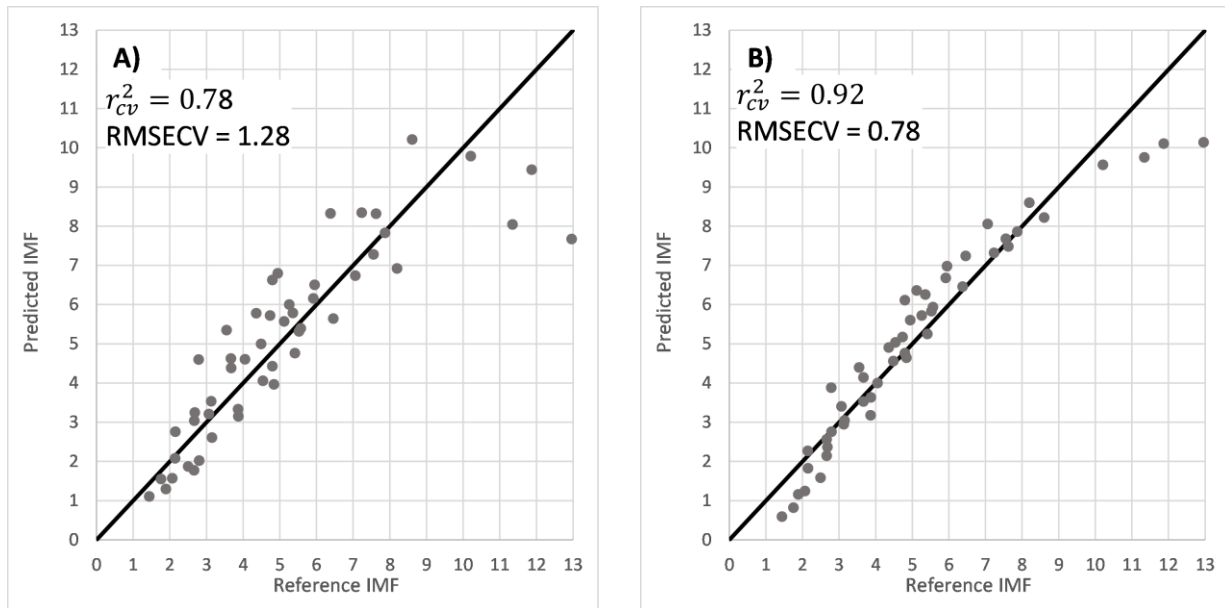 A)
r²cv = 0.78
RMSECV = 1.28
13
12
11
10
9
8
7
6
5
4
3
2
1
0
Predicted IMF
0 1 2 3 4 5 6 7 8 9 10 11 12 13
Reference IMF
B)
r²cv = 0.92
RMSECV = 0.78
13
12
11
10
9
8
7
6
5
4
3
2
1
0
Predicted IMF
0 1 2 3 4 5 6 7 8 9 10 11 12 13
Reference IMF